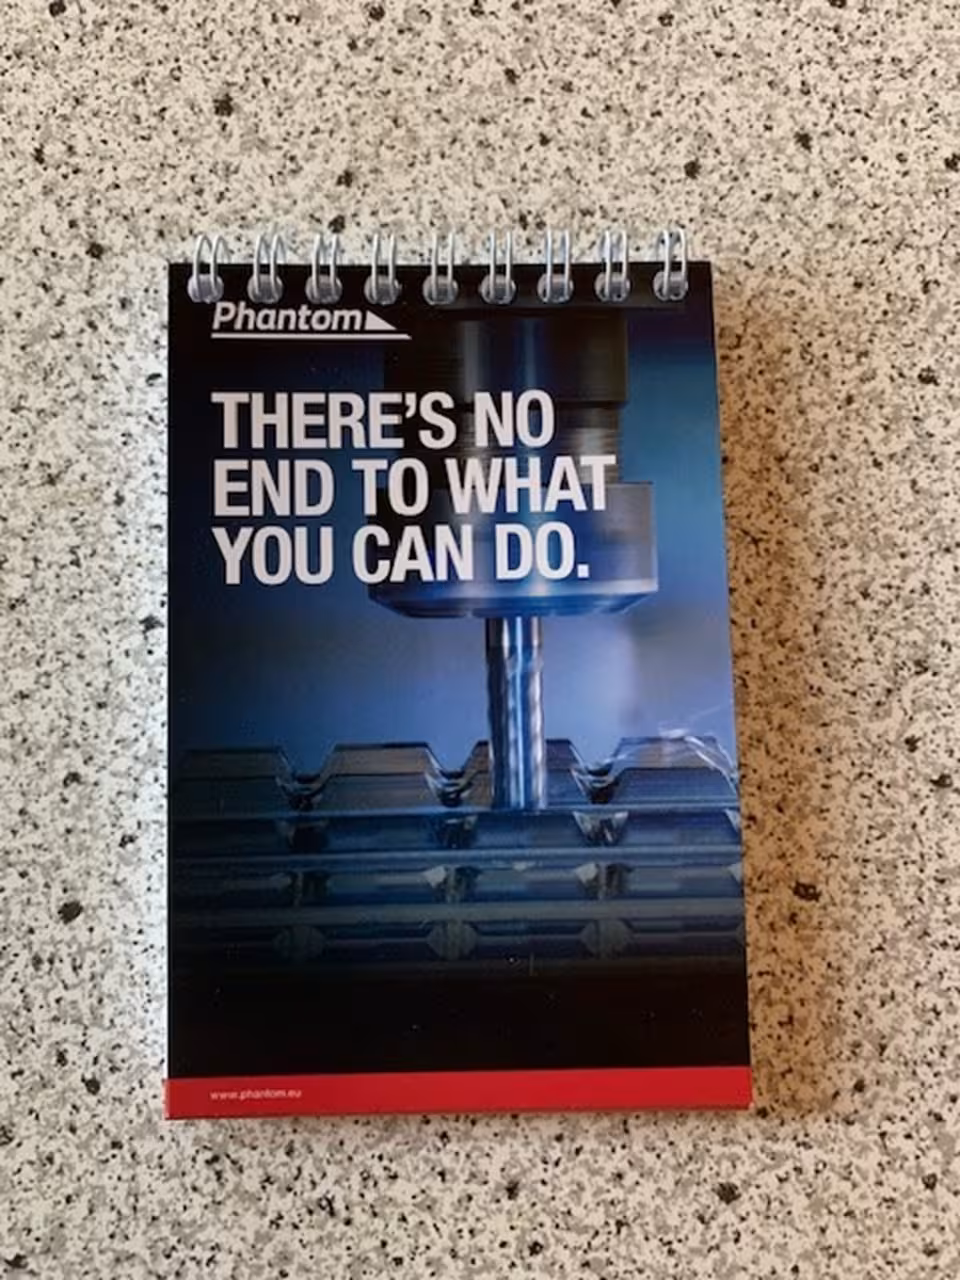 Phantom
THERE'S NO
END TO WHAT
YOU CAN DO.
www.phantom.eu